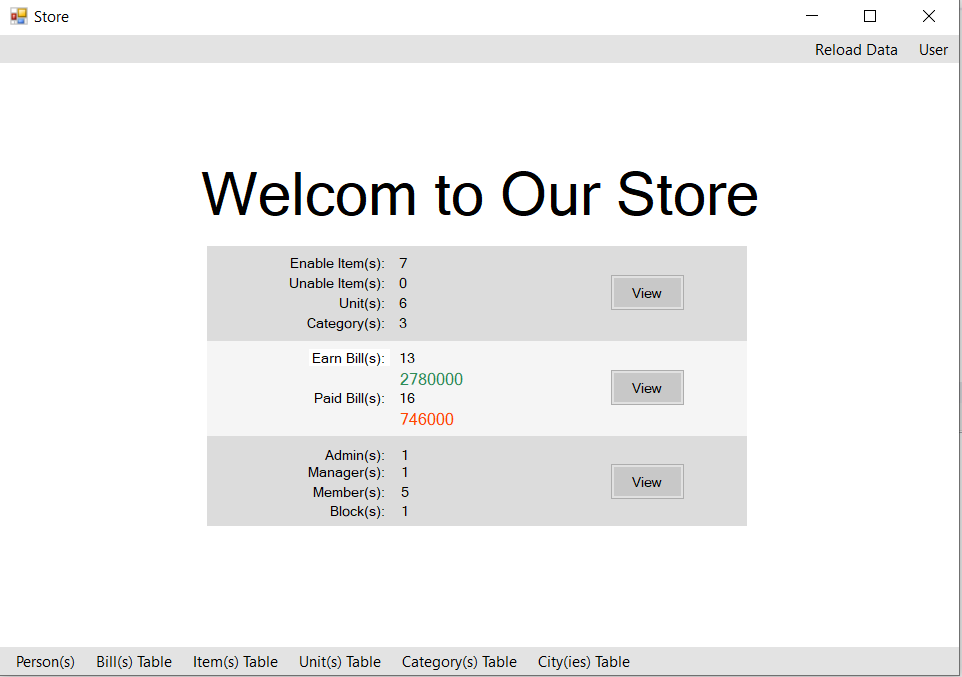 Store
Reload Data User
Welcom to Our Store
Enable Item(s): 7
Unable Item(s): 0
Unit(s): 6
Category(s): 3
View
Earn Bill(s): 13
2780000
Paid Bill(s): 16
746000
View
Admin(s): 1
Manager(s): 1
Member(s): 5
Block(s): 1
View
Person(s) Bill(s) Table Item(s) Table Unit(s) Table Category(s) Table City(ies) Table